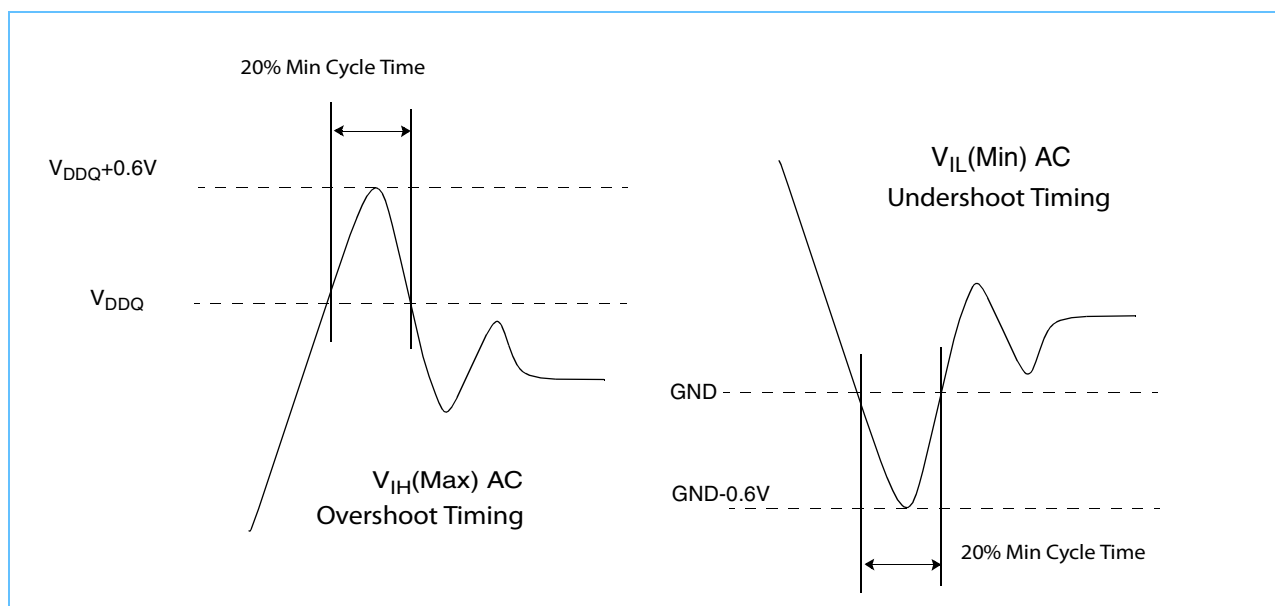 20% Min Cycle Time
VDDQ+0.6V
VDDQ
VIH(Max) AC
Overshoot Timing
VIL(Min) AC
Undershoot Timing
GND
GND-0.6V
20% Min Cycle Time